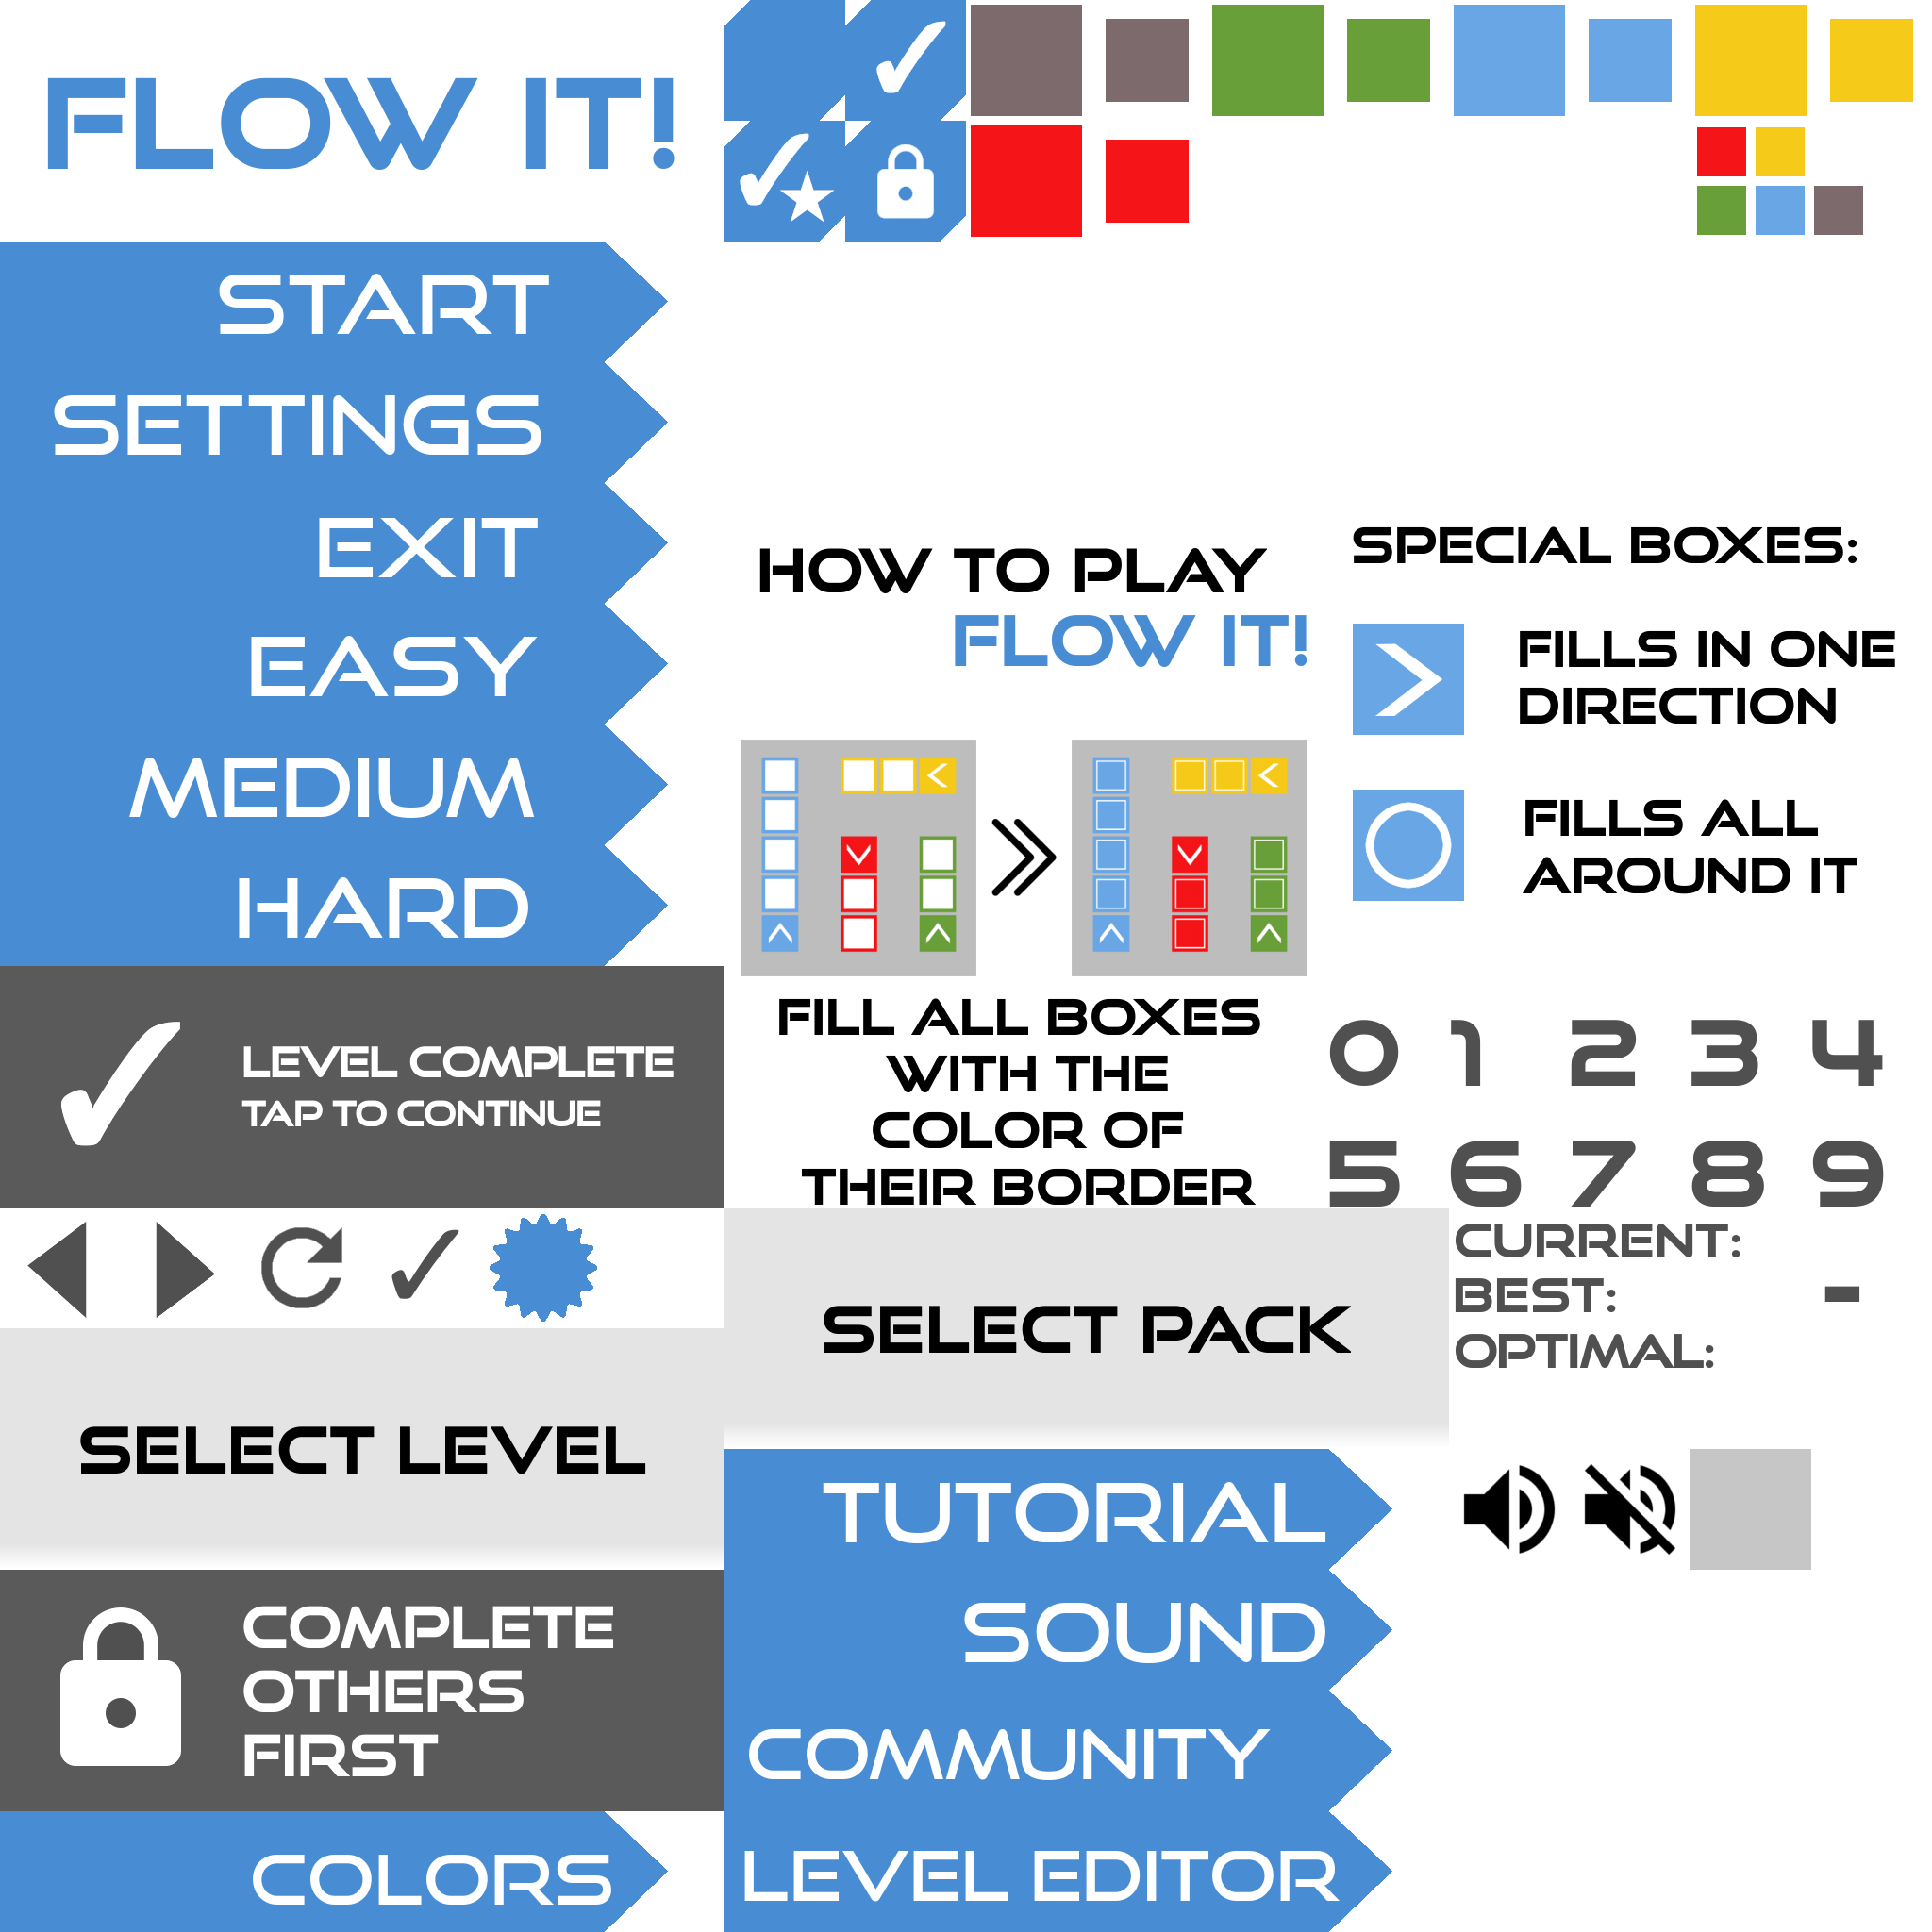 FLOW IT!
START
SETTINGS
EXIT
EASY
MEDIUM
HARD
LEVEL COMPLETE
TAP TO CONTINUE
SELECT LEVEL
COMPLETE
OTHERS
FIRST
COLORS
HOW TO PLAY
FLOW IT!
FILL ALL BOXES
WITH THE
COLOR OF
THEIR BORDER
SPECIAL BOXES:
FILLS IN ONE
DIRECTION
FILLS ALL
AROUND IT
0 1 2 3 4
5 6 7 8 9
SELECT PACK
CURRENT:
BEST: -
OPTIMAL:
TUTORIAL
SOUND
COMMUNITY
LEVEL EDITOR